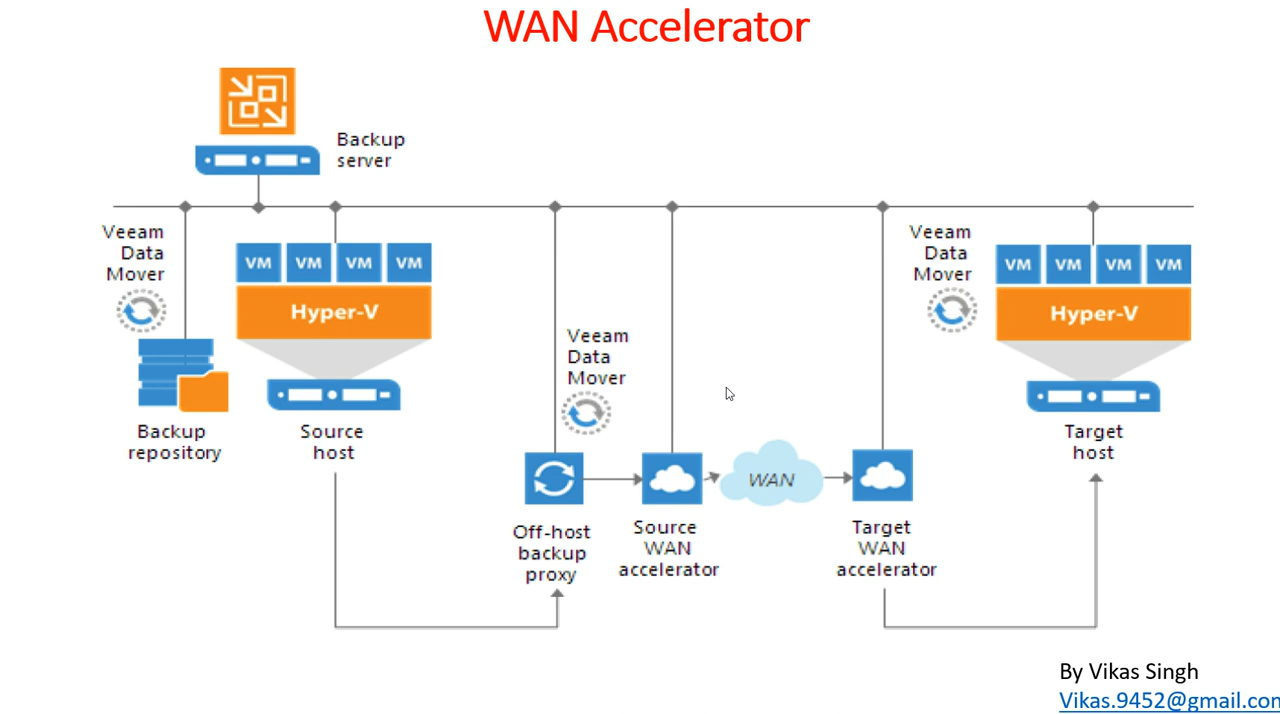 WAN Accelerator
Backup
server
Veeam
Data
Mover
VM VM VM VM
Hyper-V
Backup
repository
Source
host
Veeam
Data
Mover
Off-host
backup
proxy
Source
WAN
accelerator
WAN
Target
WAN
accelerator
Veeam
Data
Mover
VM VM VM VM
Hyper-V
Target
host
By Vikas Singh
Vikas.9452@gmail.com